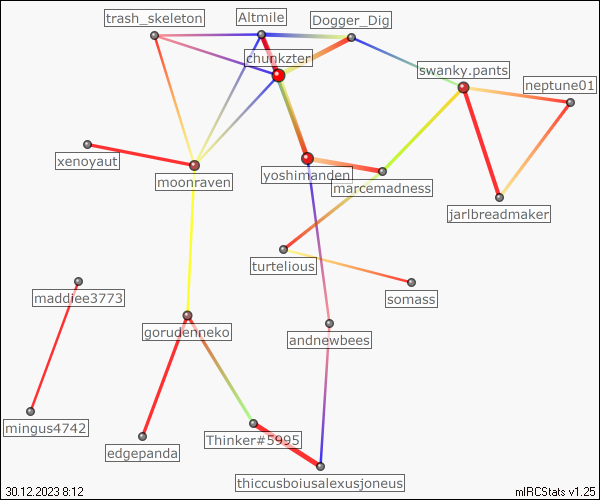 trash_skeleton
Altmile
Dogger_Dig
chunkzter
swanky.pants
neptune01
xenoyaut
moonraven
yoshimanden
marcemadness
jarlbreadmaker
turtelious
somass
maddiee3773
gorudenneko
andnewbees
mingus4742
edgepanda
Thinker#5995
thiccusboiusalexusjoneus
30.12.2023 8:12
mIRCStats v1.25